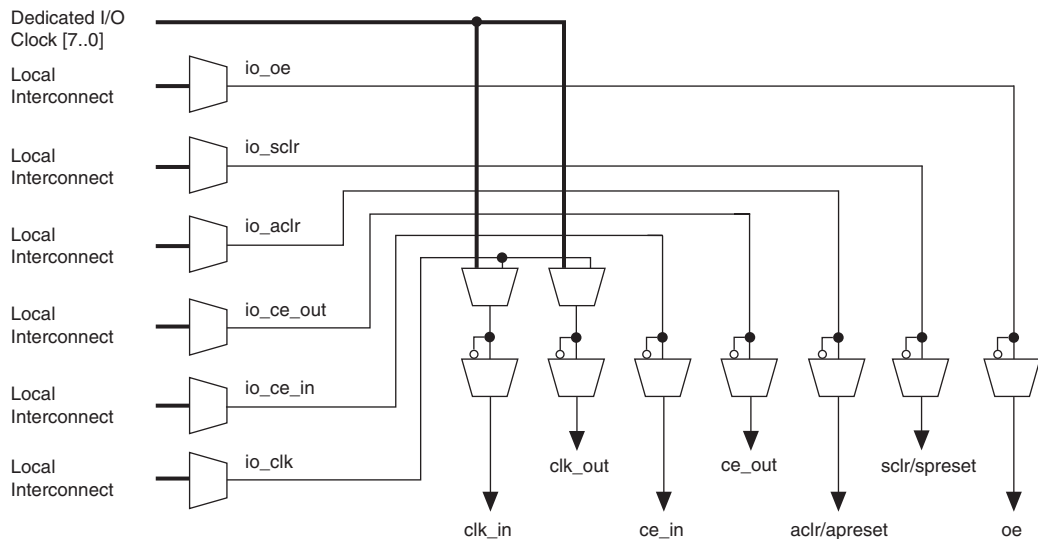 Dedicated I/O
Clock [7..0]
Local
Interconnect
io_oe
Local
Interconnect
io_sclr
Local
Interconnect
io_aclr
Local
Interconnect
io_ce_out
Local
Interconnect
io_ce_in
Local
Interconnect
io_clk
clk_out
ce_out
sclr/spreset
clk_in
ce_in
aclr/apreset
oe